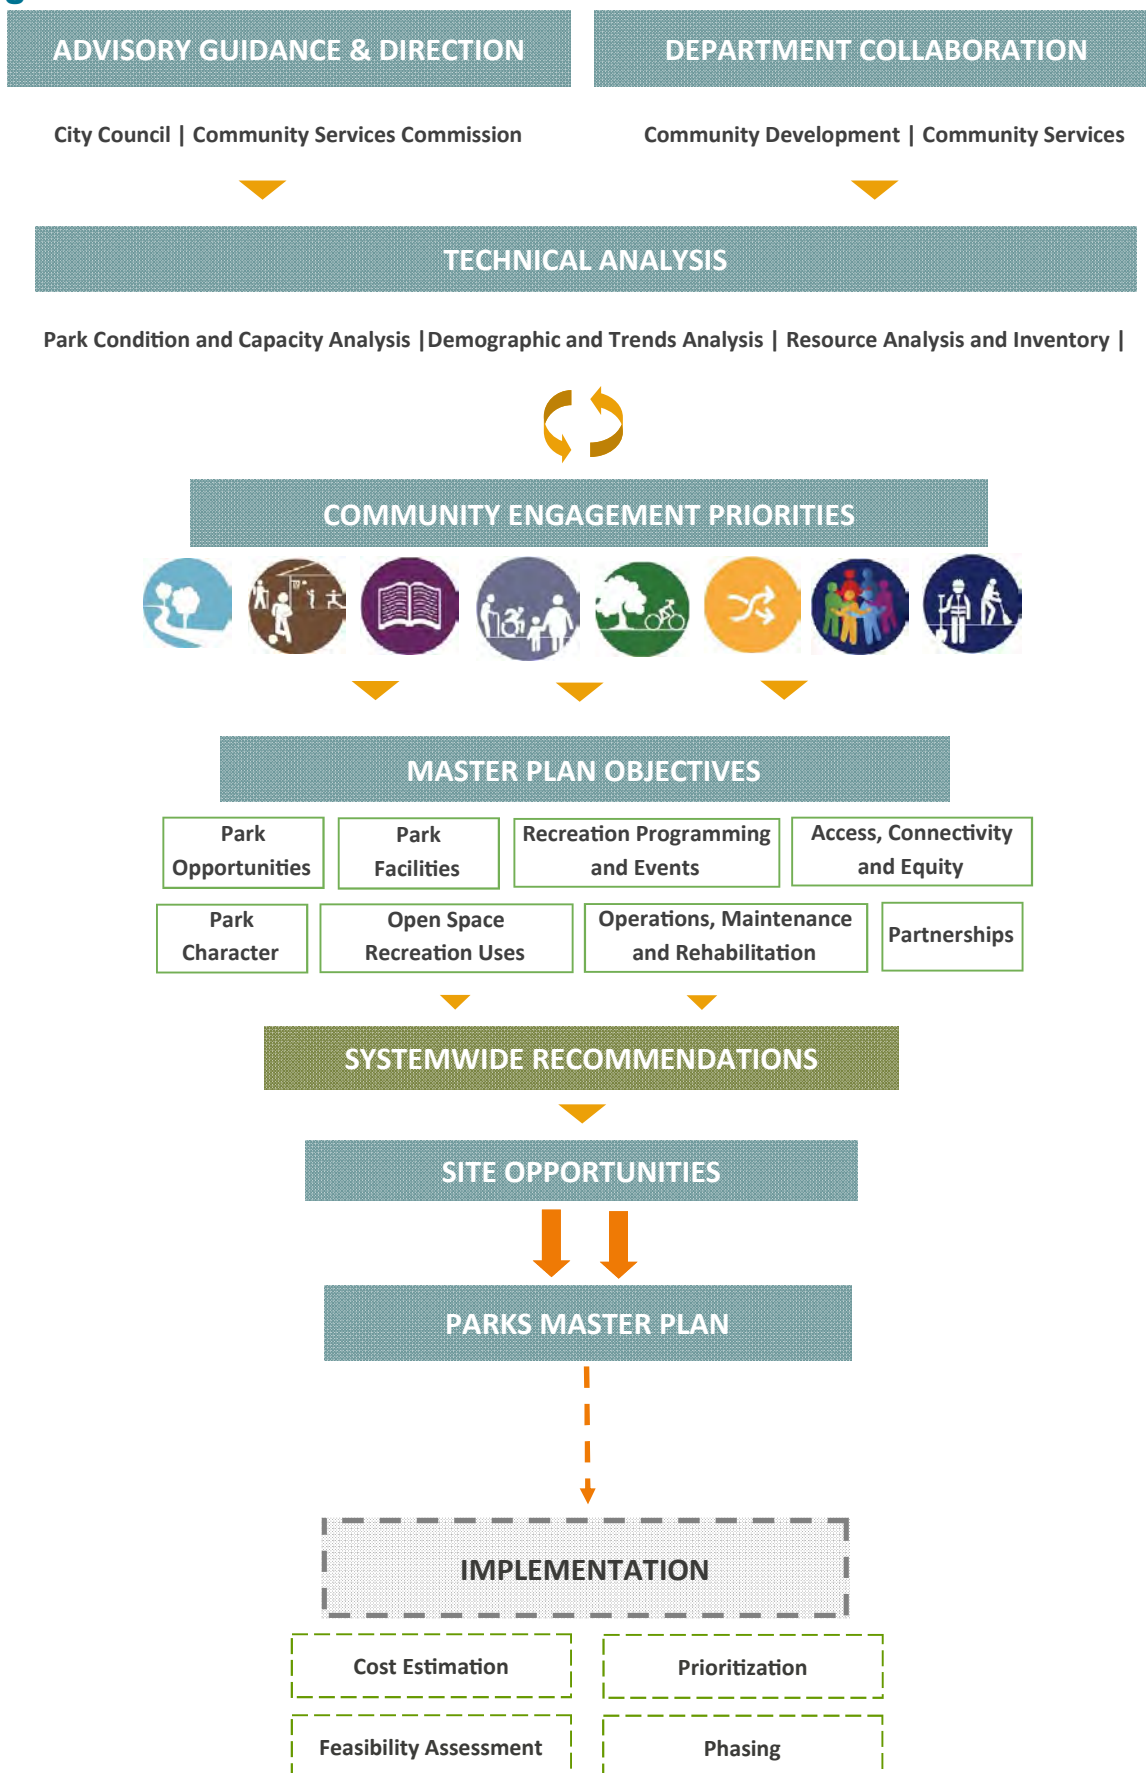 ADVISORY GUIDANCE & DIRECTION
DEPARTMENT COLLABORATION
City Council | Community Services Commission
Community Development | Community Services
TECHNICAL ANALYSIS
Park Condition and Capacity Analysis |Demographic and Trends Analysis | Resource Analysis and Inventory |
COMMUNITY ENGAGEMENT PRIORITIES
MASTER PLAN OBJECTIVES
Park
Opportunities
Park
Facilities
Recreation Programming
and Events
Access, Connectivity
and Equity
Park
Character
Open Space
Recreation Uses
Operations, Maintenance
and Rehabilitation
Partnerships
SYSTEMWIDE RECOMMENDATIONS
SITE OPPORTUNITIES
PARKS MASTER PLAN
IMPLEMENTATION
Cost Estimation
Prioritization
Feasibility Assessment
Phasing